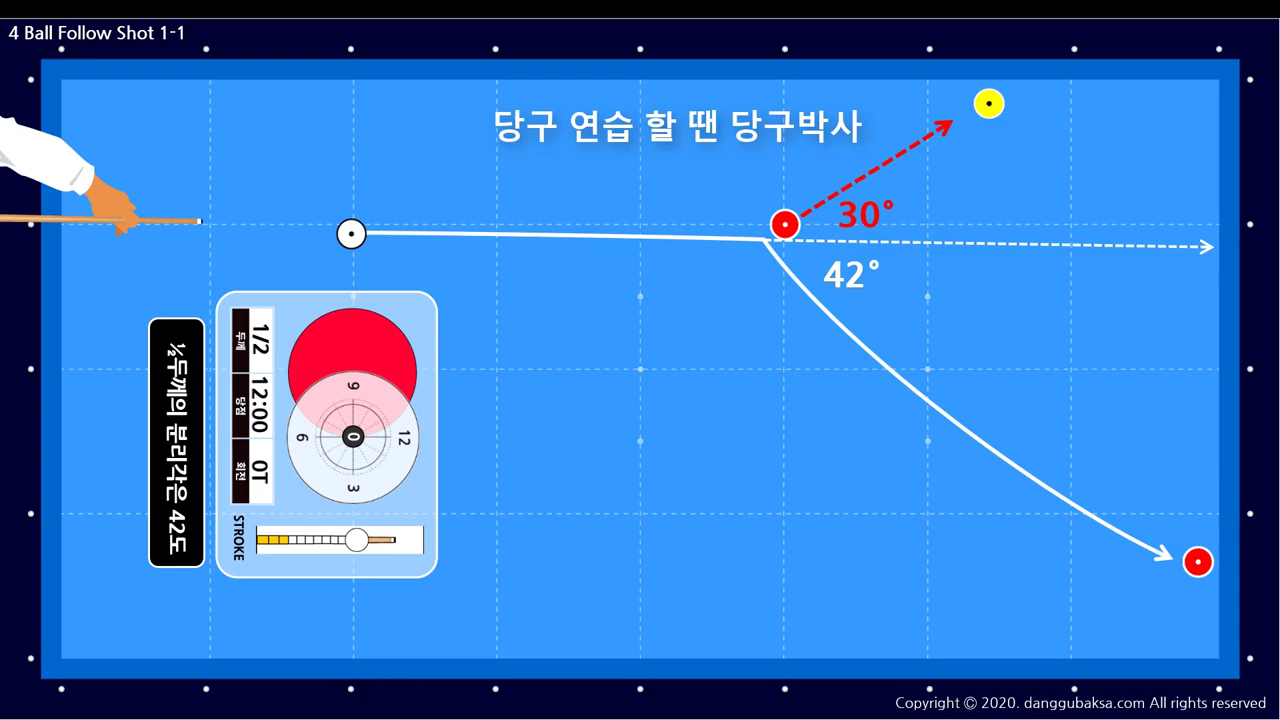 4 Ball Follow Shot 1-1
당구 연습 할 땐 당구박사
30°
42°
1/2 12:00 0T
두께 당점 회전
9
12
6
3
0
STROKE
½두께의 분리각은 42도
Copyright © 2020. danggubaksa.com All rights reserved